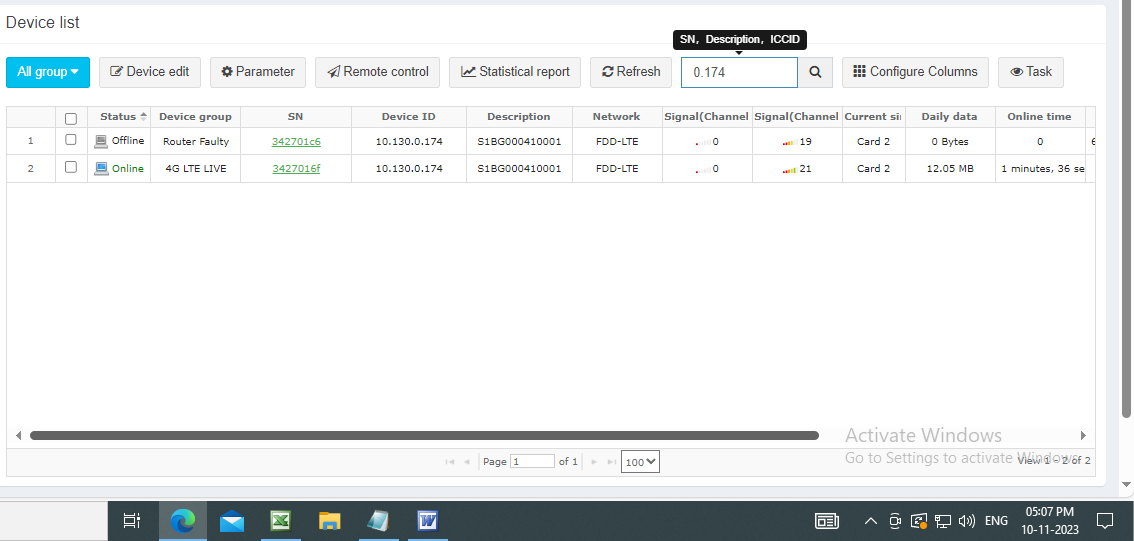 Device list
SN, Description, ICCID
All group Device edit Parameter Remote control Statistical report Refresh 0.174 Configure Columns Task
Status Device group SN Device ID Description Network Signal(Channel Signal(Channel Current si Daily data Online time
1 Offline Router Faulty 342701c6 10.130.0.174 S1BG000410001 FDD-LTE 0 19 Card 2 0 Bytes 0
2 Online 4G LTE LIVE 3427016f 10.130.0.174 S1BG000410001 FDD-LTE 0 21 Card 2 12.05 MB 1 minutes, 36 se
Activate Windows
Go to Settings to activate Windows.
Page 1 of 1 100 View 1 - 2 of 2
ENG 05:07 PM
10-11-2023